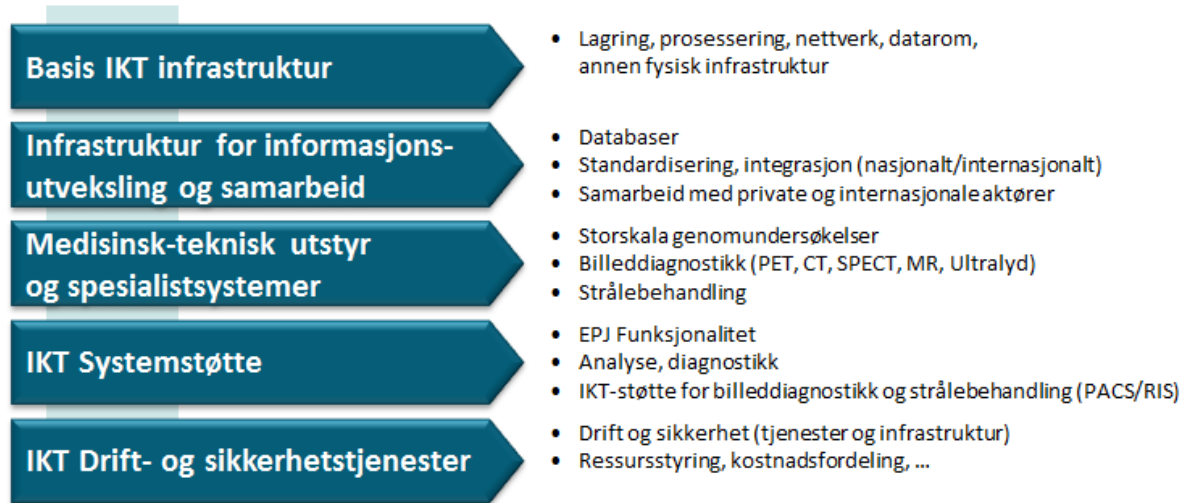 Basis IKT infrastruktur
• Lagring, prosessering, nettverk, datarom,
annen fysisk infrastruktur
Infrastruktur for informasjons-
utveksling og samarbeid
• Databaser
• Standardisering, integrasjon (nasjonalt/internasjonalt)
• Samarbeid med private og internasjonale aktører
Medisinsk-teknisk utstyr
og spesialistsystemer
• Storskala genomundersøkelser
• Billeddiagnostikk (PET, CT, SPECT, MR, Ultralyd)
• Strålebehandling
IKT Systemstøtte
• EPJ Funksjonalitet
• Analyse, diagnostikk
• IKT-støtte for billeddiagnostikk og strålebehandling (PACS/RIS)
IKT Drift- og sikkerhetstjenester
• Drift og sikkerhet (tjenester og infrastruktur)
• Ressursstyring, kostnadsfordeling, ...